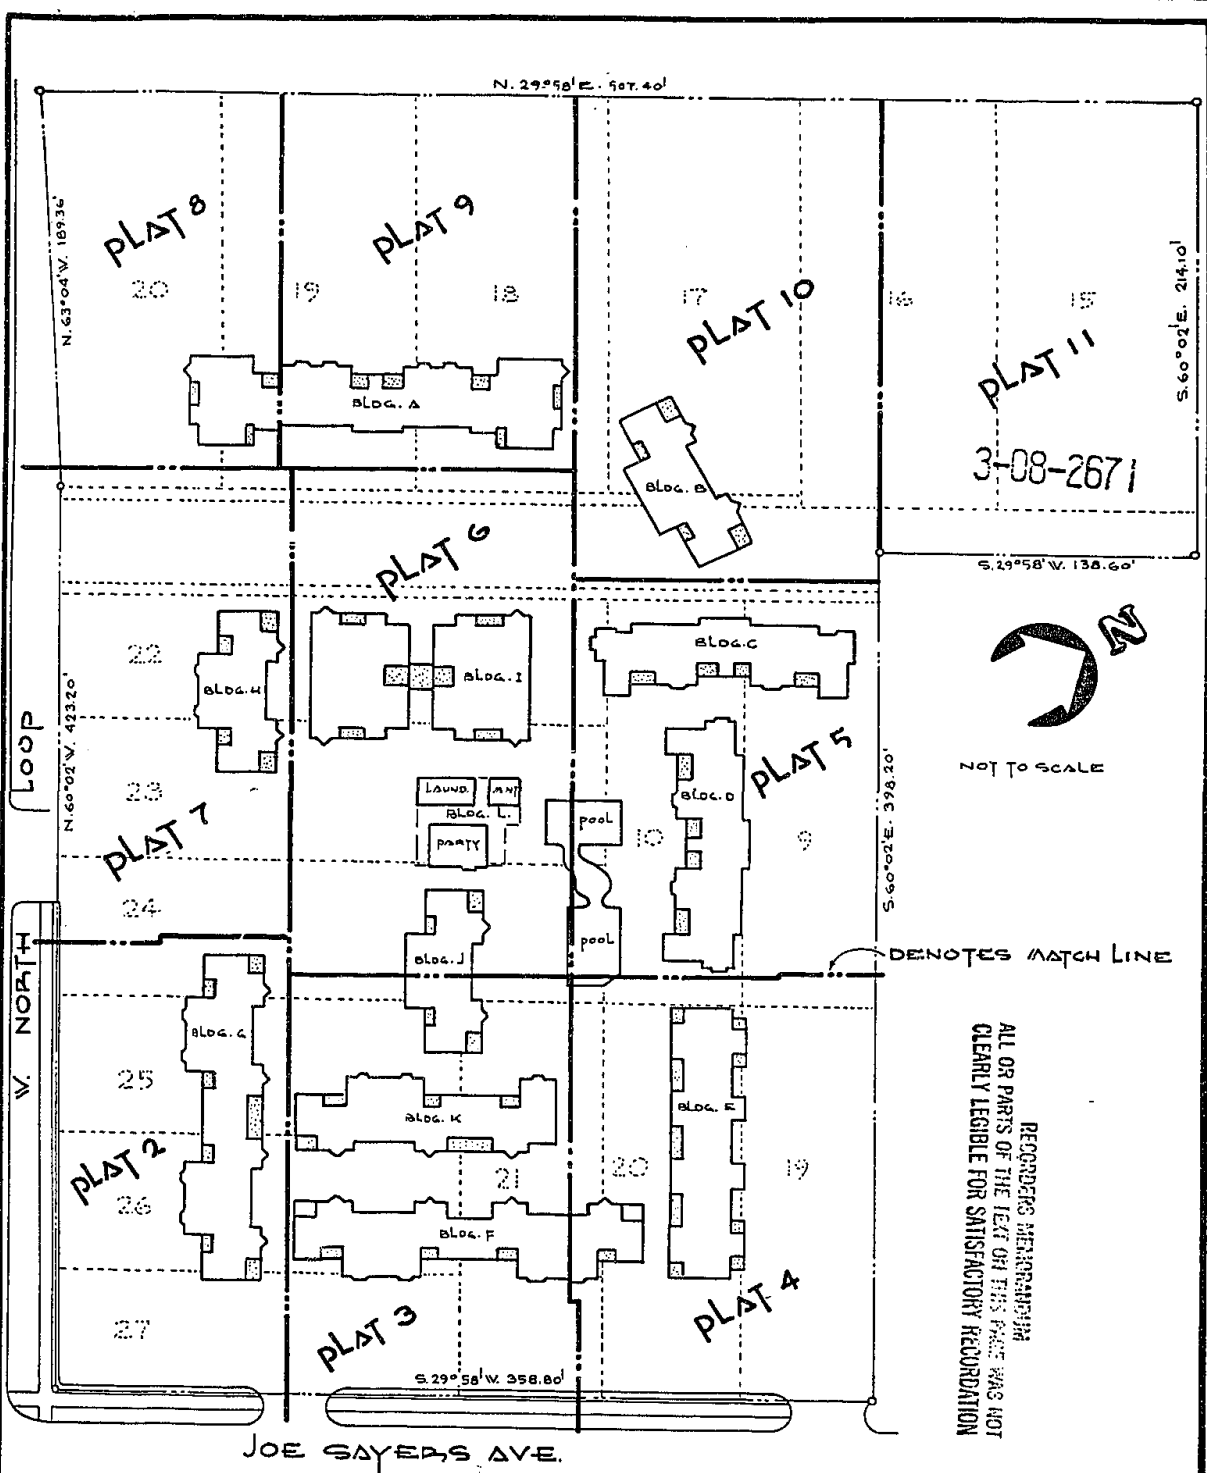 N. 29°58' E. 507.40'
N. 63°04' W. 189.36'
PLAT 8
20
19
PLAT 9
18
17
PLAT 10
16
15
PLAT 11
S. 60°02' E. 214.10'
BLDG. A
BLDG. B
3-08-2671
S. 29°58' W. 138.60'
N
NOT TO SCALE
PLAT 6
22
BLDG. H
BLDG. I
BLDG. C
LOOP
N. 60°02' W. 423.20'
23
PLAT 7
24
LAUND.
MNT
BLDG. L.
PARTY
POOL
POOL
10
BLDG. D
PLAT 5
9
S. 60°02' E. 398.20'
BLDG. J
DENOTES MATCH LINE
W. NORTH
BLDG. G
25
PLAT 2
26
27
BLDG. K
21
BLDG. F
PLAT 3
20
BLDG. E
19
PLAT 4
S. 29°58' W. 358.80'
RECORDERS MEMORANDUM
ALL OR PARTS OF THE TEXT ON THIS PAGE WAS NOT
CLEARLY LEGIBLE FOR SATISFACTORY RECORDATION
JOE SAYERS AVE.